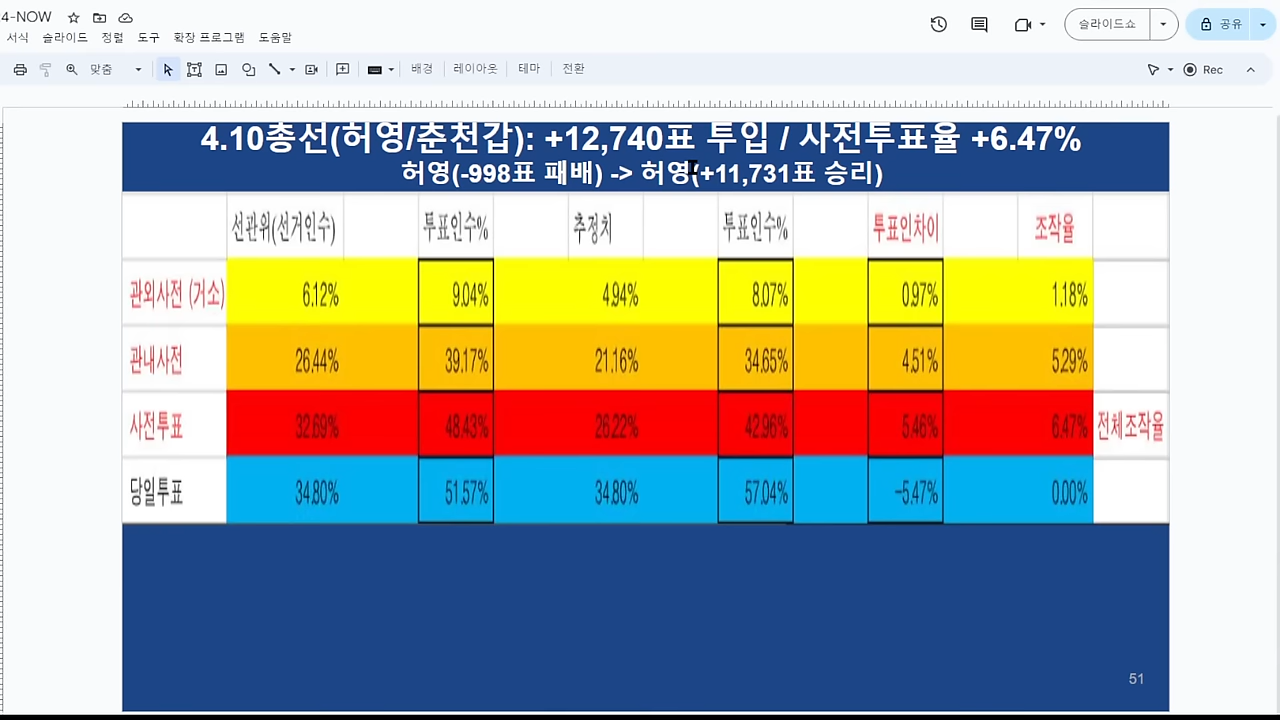 4-NOW
슬라이드쇼
공유
서식 슬라이드 정렬 도구 확장 프로그램 도움말
맞춤 배경 레이아웃 테마 전환 Rec
4.10총선(허영/춘천갑): +12,740표 투입 / 사전투표율 +6.47%
허영(-998표 패배) -> 허영(+11,731표 승리)
선관위(선거인수) 투표인수% 추정치 투표인수% 투표인차이 조작율
관외사전 (거소) 6.12% 9.04% 4.94% 8.07% 0.97% 1.18%
관내사전 26.44% 39.17% 21.16% 34.65% 4.51% 5.29%
사전투표 32.69% 48.43% 26.22% 42.96% 5.46% 6.47% 전체조작율
당일투표 34.80% 51.57% 34.80% 57.04% -5.47% 0.00%
51